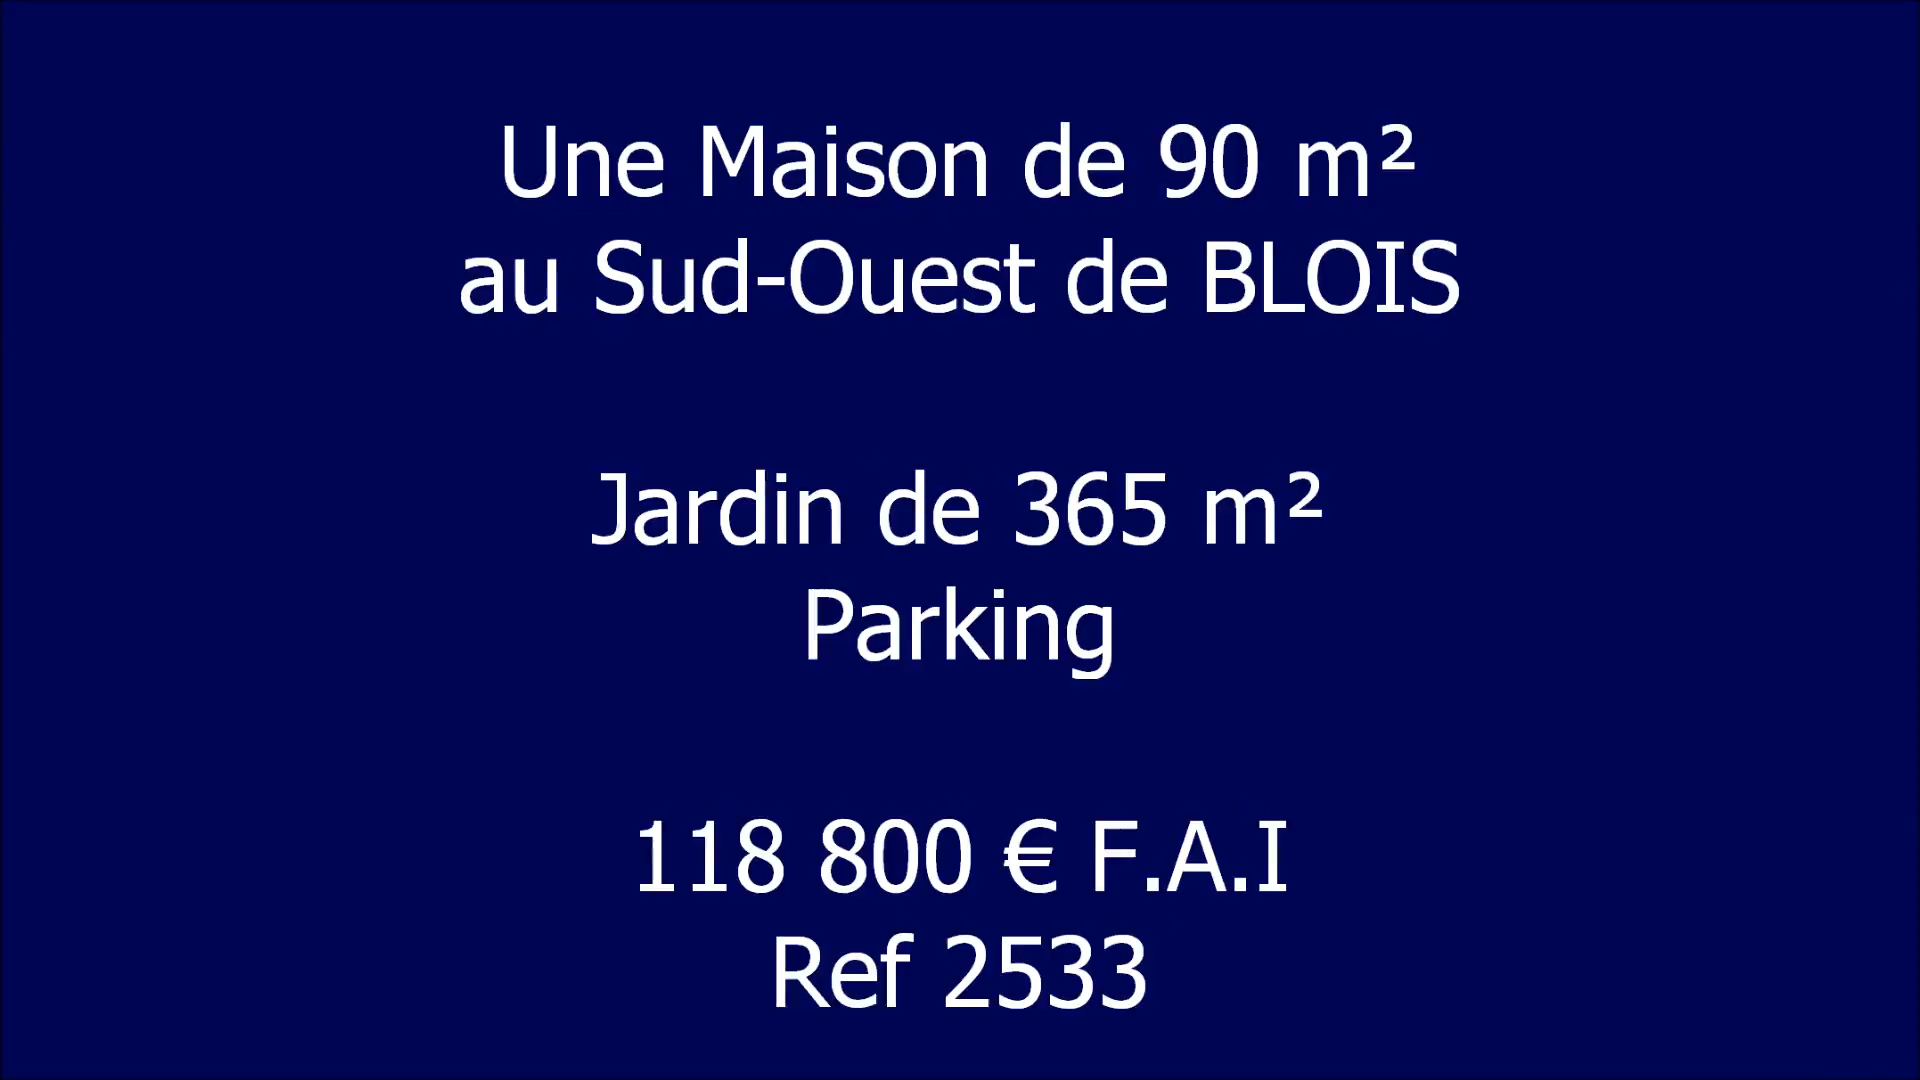 Une Maison de 90 m²
au Sud-Ouest de BLOIS
Jardin de 365 m²
Parking
118 800 € F.A.I
Ref 2533